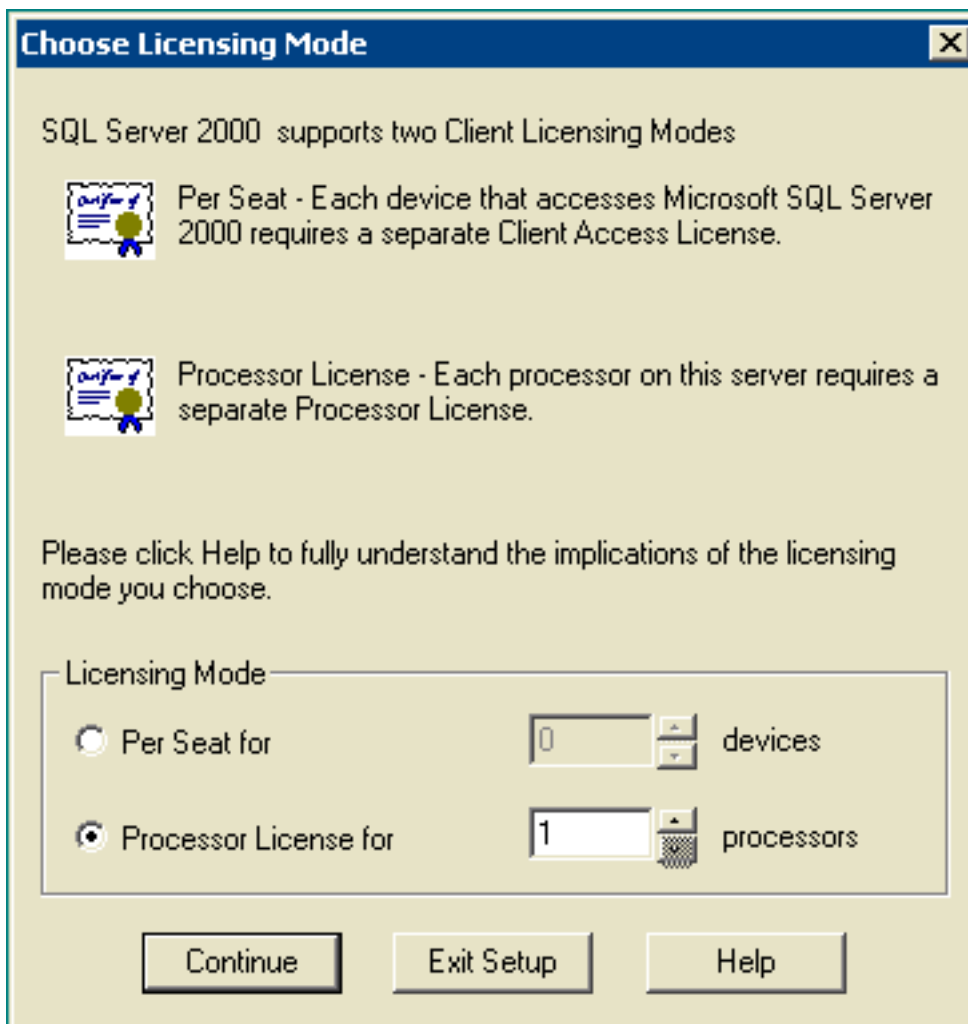 Choose Licensing Mode
SQL Server 2000  supports two Client Licensing Modes
Per Seat - Each device that accesses Microsoft SQL Server
2000 requires a separate Client Access License.
Processor License - Each processor on this server requires a
separate Processor License.
Please click Help to fully understand the implications of the licensing
mode you choose.
Licensing Mode
Per Seat for 0 devices
Processor License for 1 processors
Continue Exit Setup Help